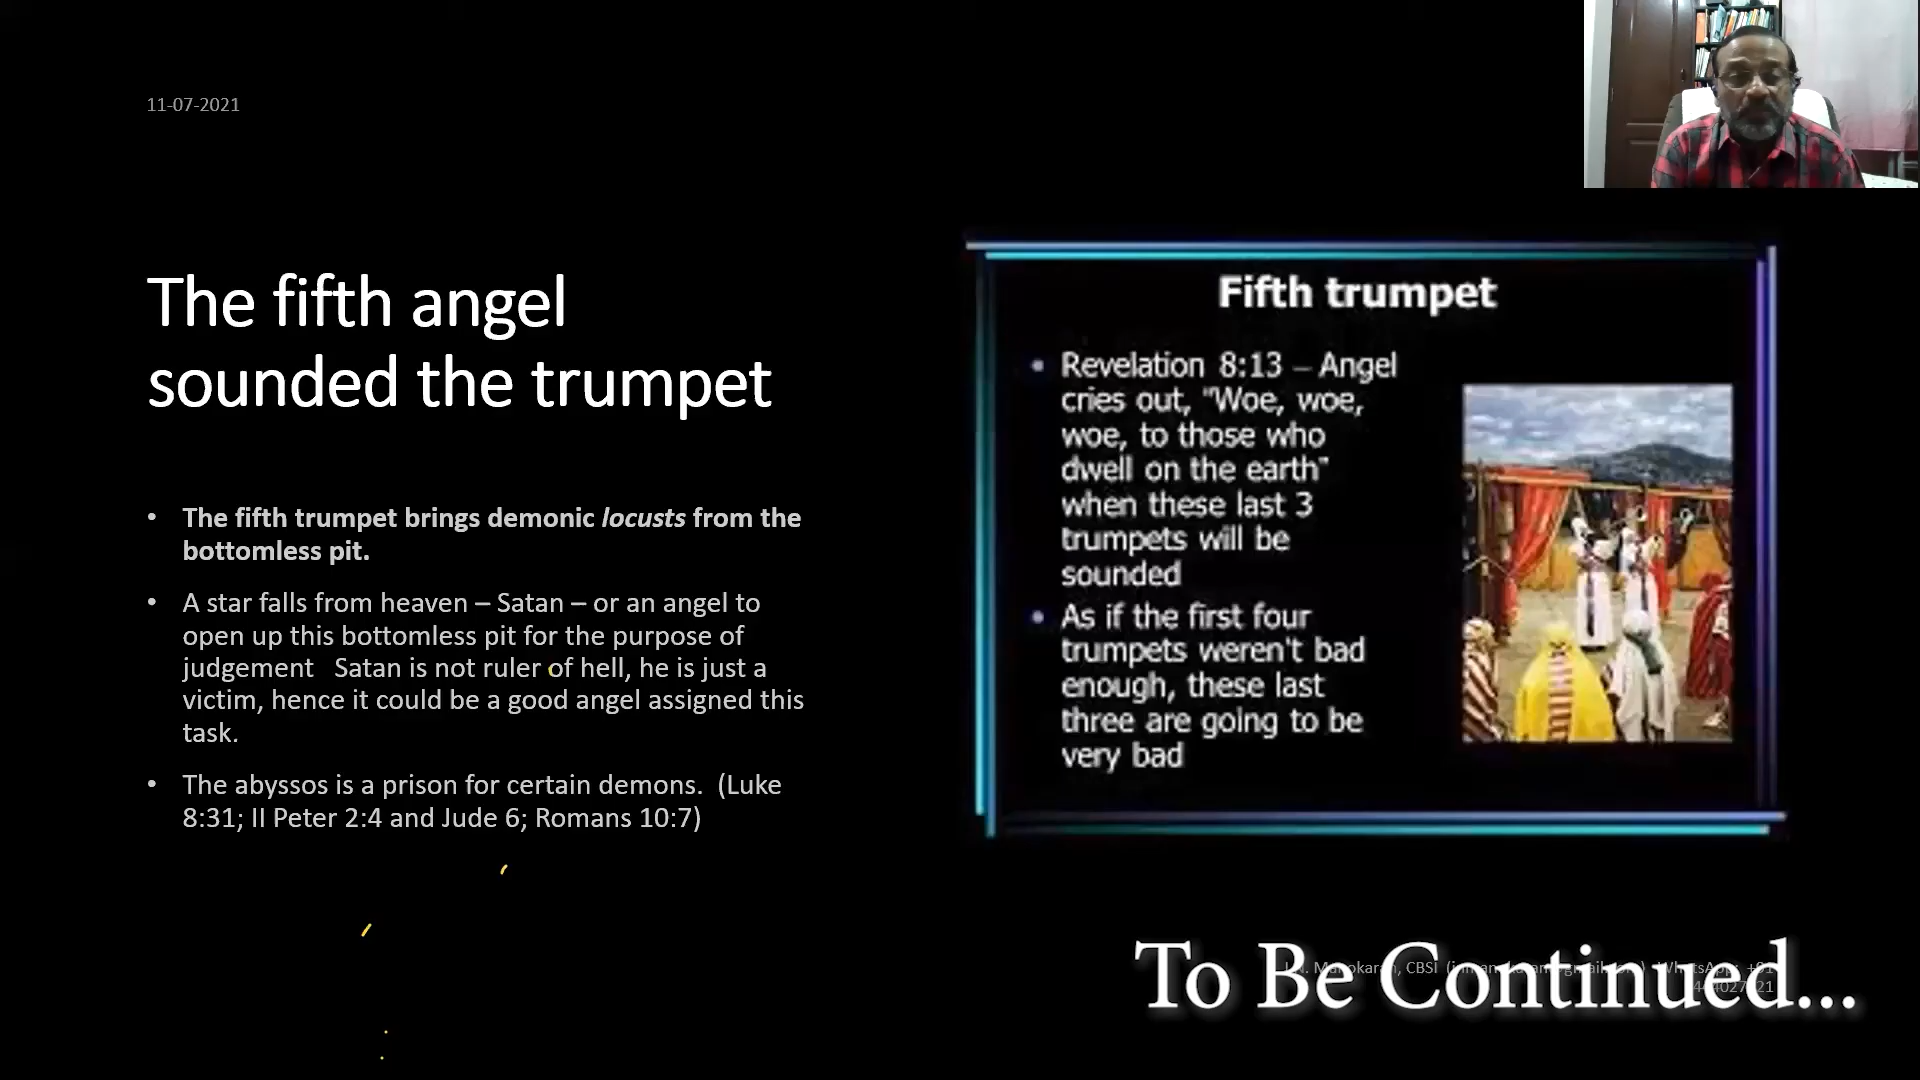 11-07-2021
The fifth angel
sounded the trumpet
• The fifth trumpet brings demonic locusts from the
bottomless pit.
• A star falls from heaven – Satan – or an angel to
open up this bottomless pit for the purpose of
judgement Satan is not ruler of hell, he is just a
victim, hence it could be a good angel assigned this
task.
• The abyssos is a prison for certain demons. (Luke
8:31; II Peter 2:4 and Jude 6; Romans 10:7)
Fifth trumpet
• Revelation 8:13 – Angel
cries out, "Woe, woe,
woe, to those who
dwell on the earth"
when these last 3
trumpets will be
sounded
• As if the first four
trumpets weren't bad
enough, these last
three are going to be
very bad
CBSI
To Be Continued...